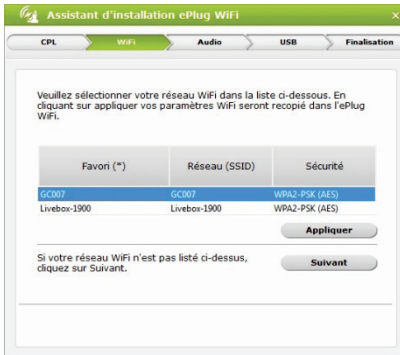 Assistant d'installation ePlug WiFi
×
CPL
WiFi
Audio
USB
Finalisation
Veuillez sélectionner votre réseau WiFi dans la liste ci-dessous. En
cliquant sur appliquer vos paramètres WiFi seront recopié dans l'ePlug
WiFi.
Favori (*) Réseau (SSID) Sécurité
GC007 GC007 WPA2-PSK (AES)
Livebox-1900 Livebox-1900 WPA2-PSK (AES)
Appliquer
Si votre réseau WiFi n'est pas listé ci-dessus,
cliquez sur Suivant.
Suivant